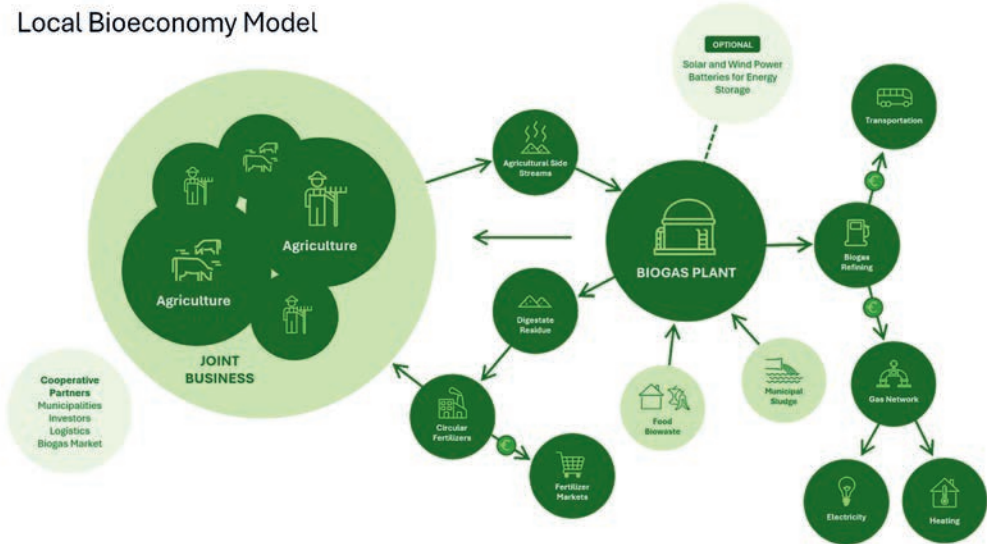 Local Bioeconomy Model
OPTIONAL
Solar and Wind Power
Batteries for Energy
Storage
Transportation
Agricultural Side
Streams
Agriculture
Agriculture
BIOGAS PLANT
€
Biogas
Refining
€
Digestate
Residue
JOINT
BUSINESS
Cooperative
Partners
Municipalities
Investors
Logistics
Biogas Market
Circular
Fertilizers
€
Fertilizer
Markets
Food
Biowaste
Municipal
Sludge
Gas Network
Electricity
Heating